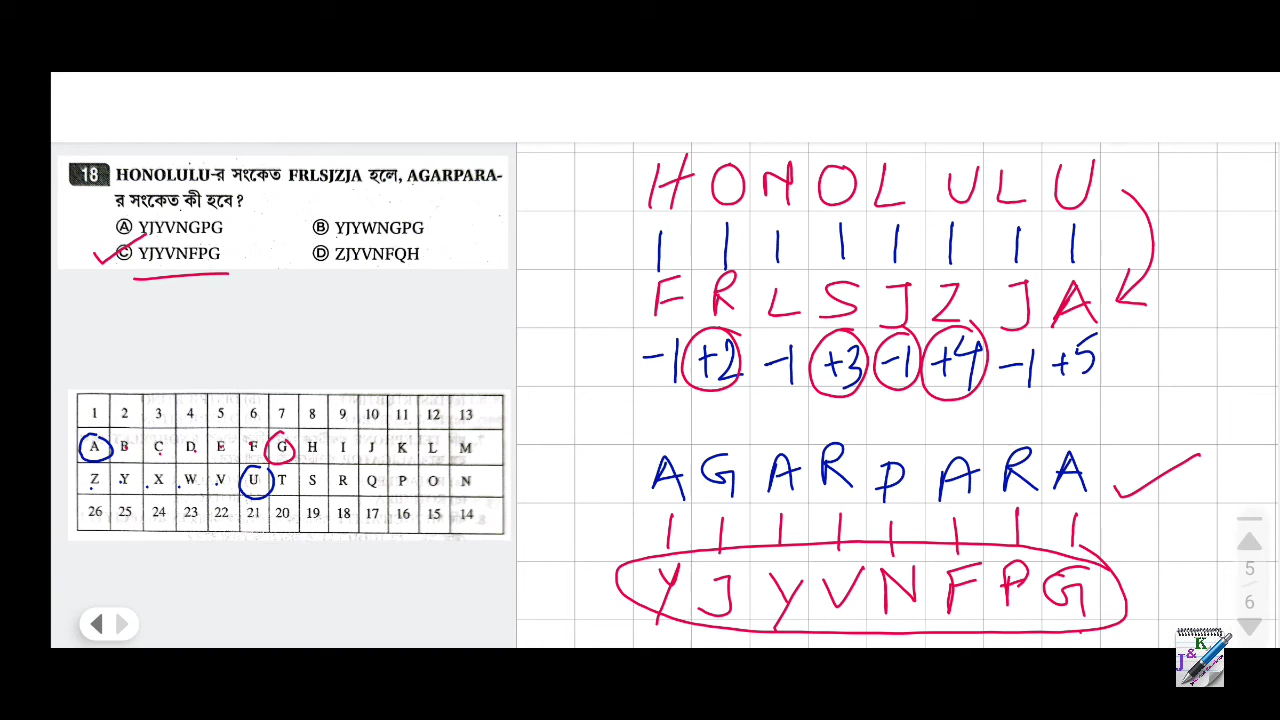 18 HONOLULU-র সংকেত FRLSJZJA হলে, AGARPARA-
র সংকেত কী হবে ?
Ⓐ YJYVNGPG Ⓑ YJYWNGPG
Ⓒ YJYVNFPG Ⓓ ZJYVNFQH
H O N O L U L U
F R L S J Z J A
-1 +2 -1 +3 -1 +4 -1 +5
1 2 3 4 5 6 7 8 9 10 11 12 13
A B C D E F G H I J K L M
Z Y X W V U T S R Q P O N
26 25 24 23 22 21 20 19 18 17 16 15 14
A G A R P A R A
Y J Y V N F P G
5
6
J & K